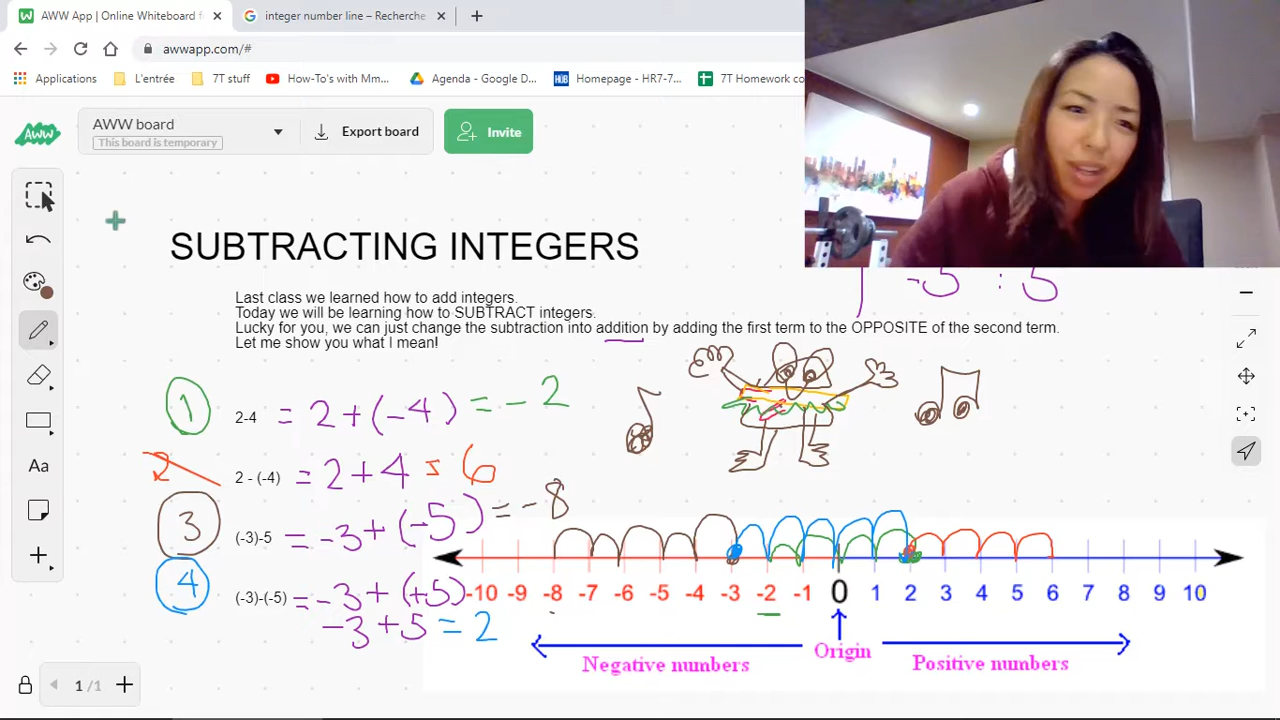 AWW App | Online Whiteboard f
integer number line – Recherche
awwapp.com/#
Applications L'entrée 7T stuff How-To's with Mm... Agenda - Google D... Homepage - HR7-7... 7T Homework co
AWW
AWW board
This board is temporary
Export board
Invite
SUBTRACTING INTEGERS
-5 : 5
Last class we learned how to add integers.
Today we will be learning how to SUBTRACT integers.
Lucky for you, we can just change the subtraction into addition by adding the first term to the OPPOSITE of the second term.
Let me show you what I mean!
1 2-4 = 2 + (-4) = -2
2 2 - (-4) = 2 + 4 = 6
3 (-3)-5 = -3 + (-5) = -8
4 (-3)-(-5) = -3 + (+5)
-3 + 5 = 2
-10 -9 -8 -7 -6 -5 -4 -3 -2 -1 0 1 2 3 4 5 6 7 8 9 10
Negative numbers Origin Positive numbers
Aa
1 / 1